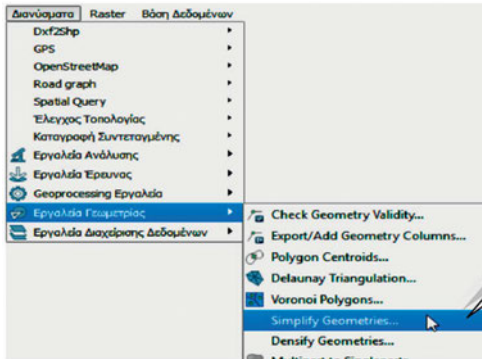 Διανύσματα Raster Βάση Δεδομένων
Dxf2Shp
GPS
OpenStreetMap
Road graph
Spatial Query
Έλεγχος Τοπολογίας
Καταγραφή Συντεταγμένης
Εργαλεία Ανάλυσης
Εργαλεία Έρευνας
Geoprocessing Εργαλεία
Εργαλεία Γεωμετρίας
Εργαλεία Διαχείρισης Δεδομένων
Check Geometry Validity...
Export/Add Geometry Columns...
Polygon Centroids...
Delaunay Triangulation...
Voronoi Polygons...
Simplify Geometries...
Densify Geometries...